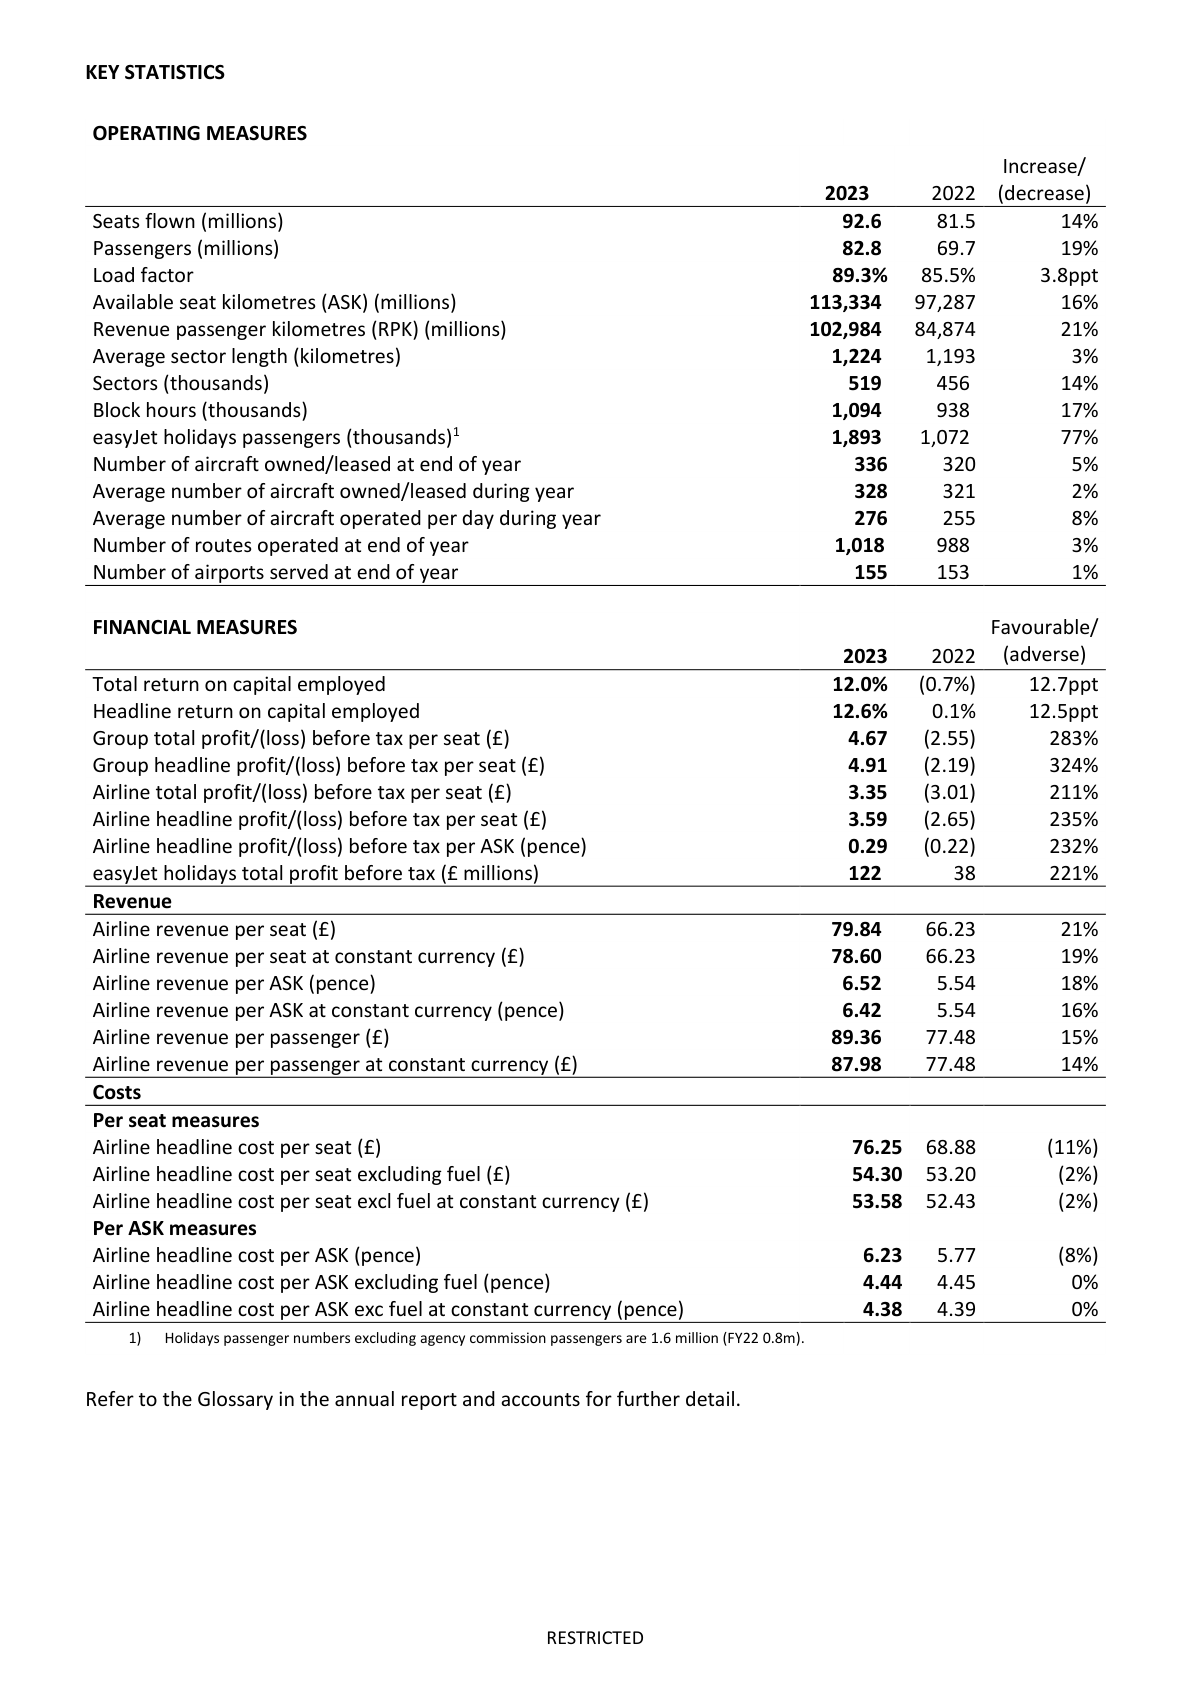 KEY STATISTICS
OPERATING MEASURES
Increase/
2023 2022 (decrease)
Seats flown (millions) 92.6 81.5 14%
Passengers (millions) 82.8 69.7 19%
Load factor 89.3% 85.5% 3.8ppt
Available seat kilometres (ASK) (millions) 113,334 97,287 16%
Revenue passenger kilometres (RPK) (millions) 102,984 84,874 21%
Average sector length (kilometres) 1,224 1,193 3%
Sectors (thousands) 519 456 14%
Block hours (thousands) 1,094 938 17%
easyJet holidays passengers (thousands)1 1,893 1,072 77%
Number of aircraft owned/leased at end of year 336 320 5%
Average number of aircraft owned/leased during year 328 321 2%
Average number of aircraft operated per day during year 276 255 8%
Number of routes operated at end of year 1,018 988 3%
Number of airports served at end of year 155 153 1%
FINANCIAL MEASURES Favourable/
2023 2022 (adverse)
Total return on capital employed 12.0% (0.7%) 12.7ppt
Headline return on capital employed 12.6% 0.1% 12.5ppt
Group total profit/(loss) before tax per seat (£) 4.67 (2.55) 283%
Group headline profit/(loss) before tax per seat (£) 4.91 (2.19) 324%
Airline total profit/(loss) before tax per seat (£) 3.35 (3.01) 211%
Airline headline profit/(loss) before tax per seat (£) 3.59 (2.65) 235%
Airline headline profit/(loss) before tax per ASK (pence) 0.29 (0.22) 232%
easyJet holidays total profit before tax (£ millions) 122 38 221%
Revenue
Airline revenue per seat (£) 79.84 66.23 21%
Airline revenue per seat at constant currency (£) 78.60 66.23 19%
Airline revenue per ASK (pence) 6.52 5.54 18%
Airline revenue per ASK at constant currency (pence) 6.42 5.54 16%
Airline revenue per passenger (£) 89.36 77.48 15%
Airline revenue per passenger at constant currency (£) 87.98 77.48 14%
Costs
Per seat measures
Airline headline cost per seat (£) 76.25 68.88 (11%)
Airline headline cost per seat excluding fuel (£) 54.30 53.20 (2%)
Airline headline cost per seat excl fuel at constant currency (£) 53.58 52.43 (2%)
Per ASK measures
Airline headline cost per ASK (pence) 6.23 5.77 (8%)
Airline headline cost per ASK excluding fuel (pence) 4.44 4.45 0%
Airline headline cost per ASK exc fuel at constant currency (pence) 4.38 4.39 0%
1) Holidays passenger numbers excluding agency commission passengers are 1.6 million (FY22 0.8m).
Refer to the Glossary in the annual report and accounts for further detail.
RESTRICTED